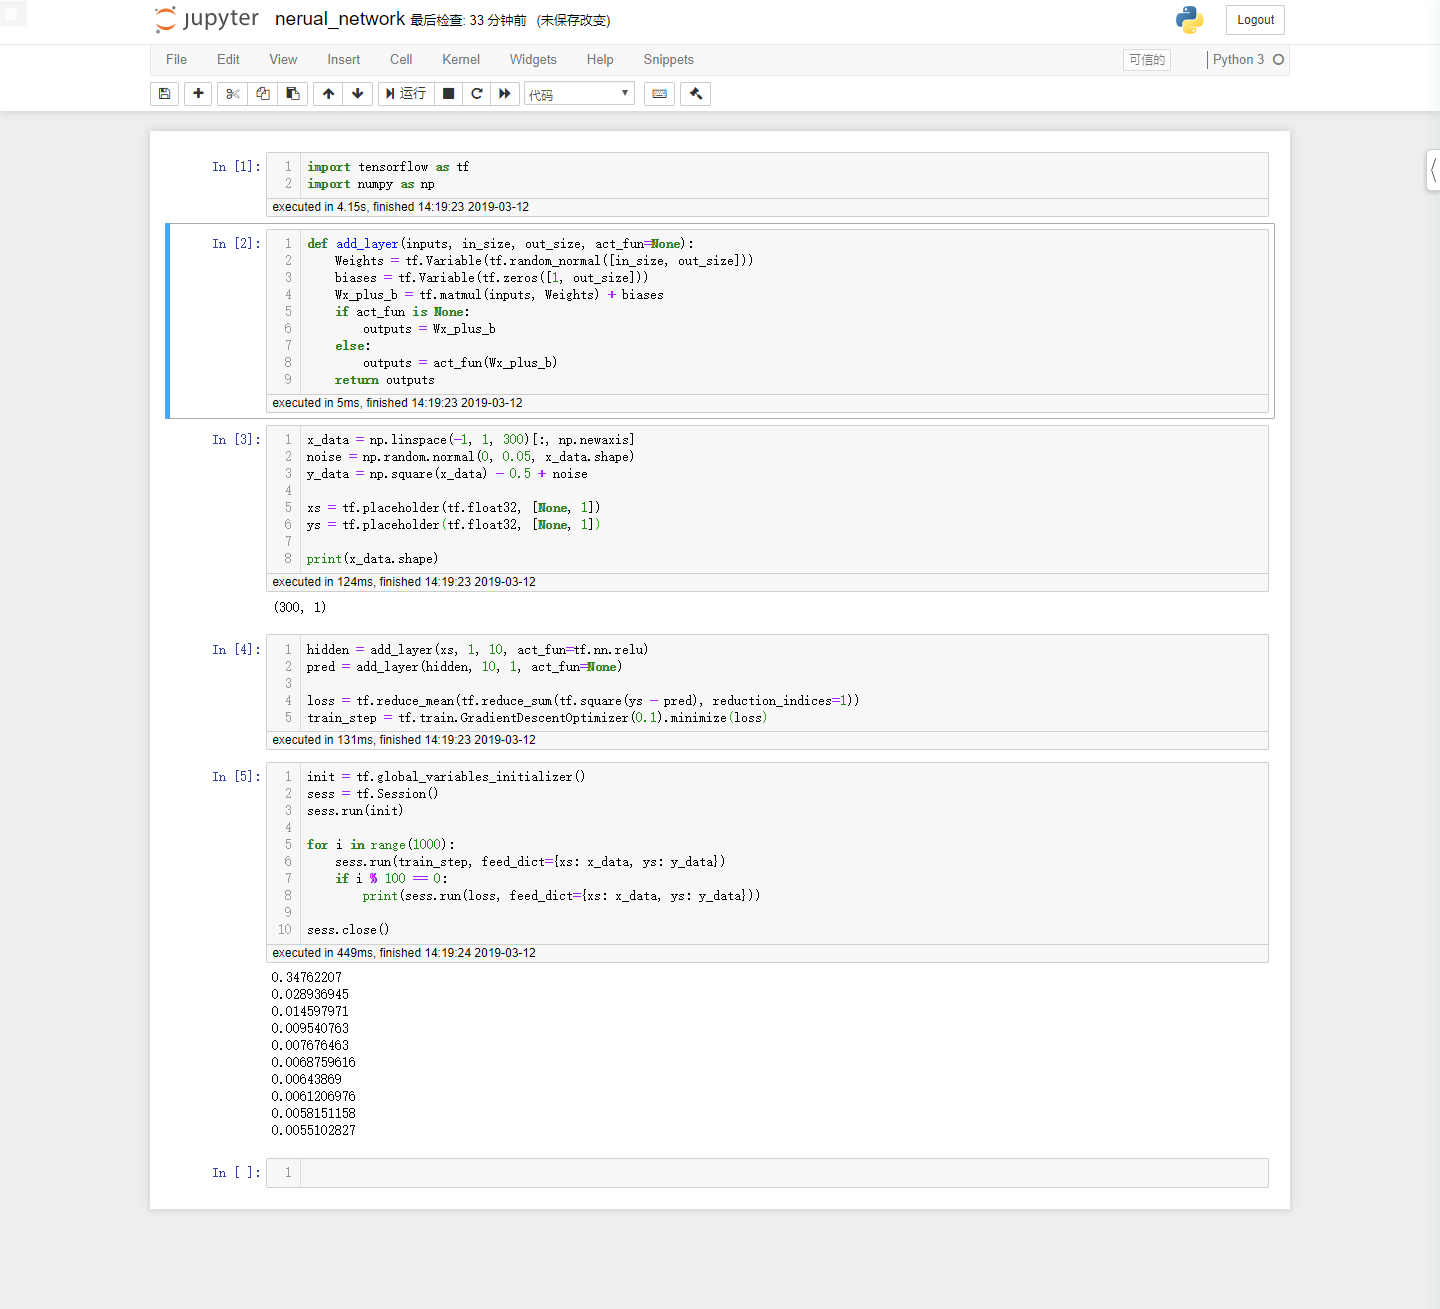 jupyter nerual_network 最后检查: 33 分钟前 (未保存改变) Logout
File Edit View Insert Cell Kernel Widgets Help Snippets 可信的 Python 3
运行 代码
In [1]:
1 import tensorflow as tf
2 import numpy as np
executed in 4.15s, finished 14:19:23 2019-03-12
In [2]:
1 def add_layer(inputs, in_size, out_size, act_fun=None):
2     Weights = tf.Variable(tf.random_normal([in_size, out_size]))
3     biases = tf.Variable(tf.zeros([1, out_size]))
4     Wx_plus_b = tf.matmul(inputs, Weights) + biases
5     if act_fun is None:
6         outputs = Wx_plus_b
7     else:
8         outputs = act_fun(Wx_plus_b)
9     return outputs
executed in 5ms, finished 14:19:23 2019-03-12
In [3]:
1 x_data = np.linspace(-1, 1, 300)[:, np.newaxis]
2 noise = np.random.normal(0, 0.05, x_data.shape)
3 y_data = np.square(x_data) - 0.5 + noise
4
5 xs = tf.placeholder(tf.float32, [None, 1])
6 ys = tf.placeholder(tf.float32, [None, 1])
7
8 print(x_data.shape)
executed in 124ms, finished 14:19:23 2019-03-12
(300, 1)
In [4]:
1 hidden = add_layer(xs, 1, 10, act_fun=tf.nn.relu)
2 pred = add_layer(hidden, 10, 1, act_fun=None)
3
4 loss = tf.reduce_mean(tf.reduce_sum(tf.square(ys - pred), reduction_indices=1))
5 train_step = tf.train.GradientDescentOptimizer(0.1).minimize(loss)
executed in 131ms, finished 14:19:23 2019-03-12
In [5]:
1 init = tf.global_variables_initializer()
2 sess = tf.Session()
3 sess.run(init)
4
5 for i in range(1000):
6     sess.run(train_step, feed_dict={xs: x_data, ys: y_data})
7     if i % 100 == 0:
8         print(sess.run(loss, feed_dict={xs: x_data, ys: y_data}))
9
10 sess.close()
executed in 449ms, finished 14:19:24 2019-03-12
0.34762207
0.028936945
0.014597971
0.009540763
0.007676463
0.0068759616
0.00643869
0.0061206976
0.0058151158
0.0055102827
In [ ]:
1